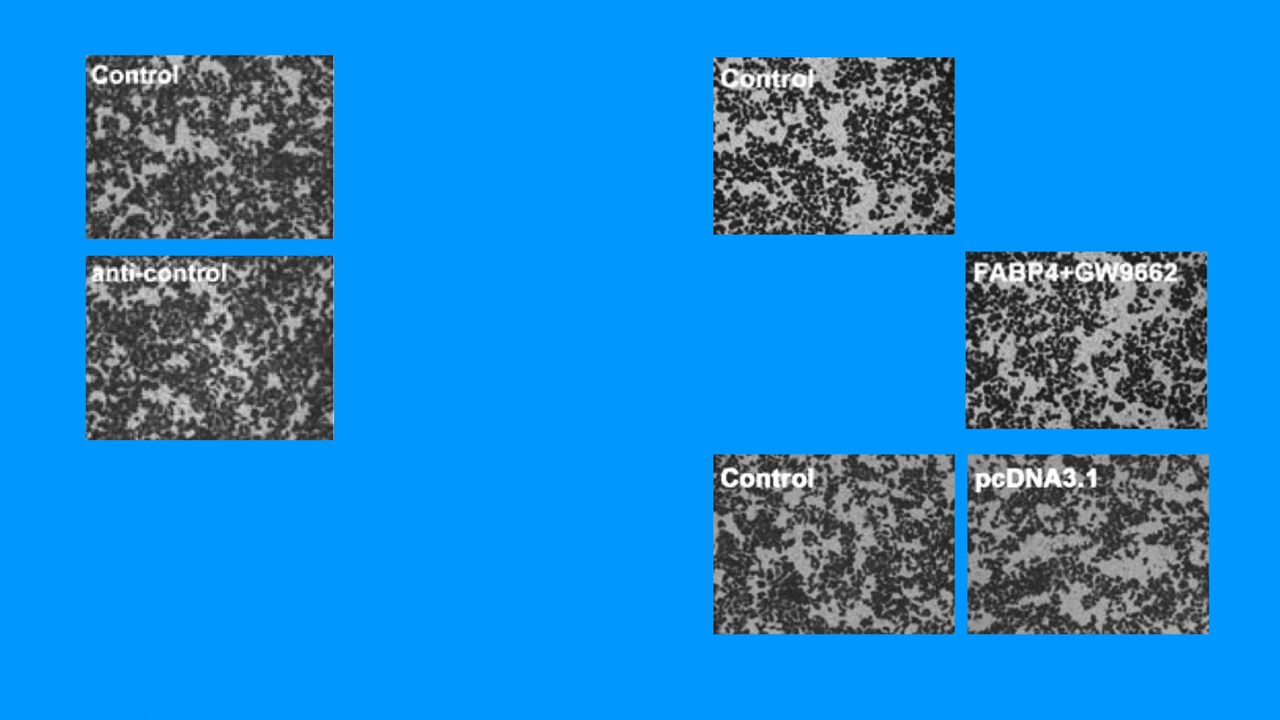 Control
anti-control
Control
FABP4+GW9662
Control
pcDNA3.1